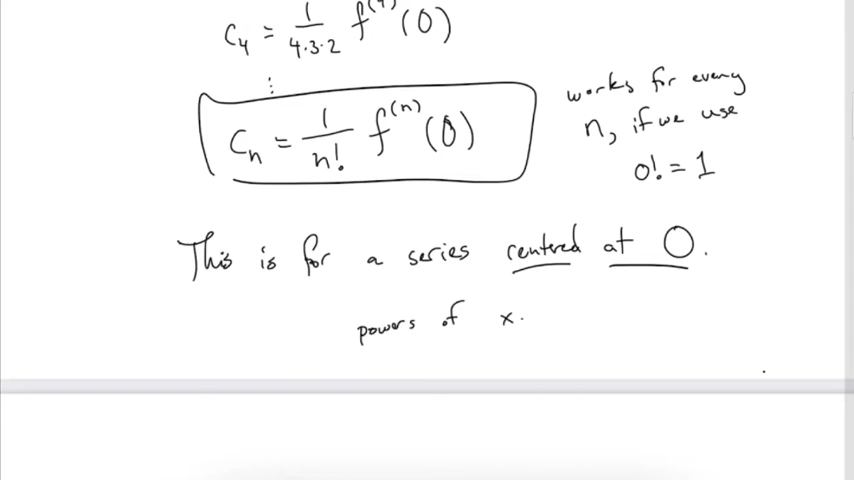 C₄ = 1/(4·3·2) f⁽⁴⁾(0)
⋮
Cₙ = 1/n! f⁽ⁿ⁾(0)
works for every
n, if we use
0! = 1
This is for a series centered at 0.
powers of x.